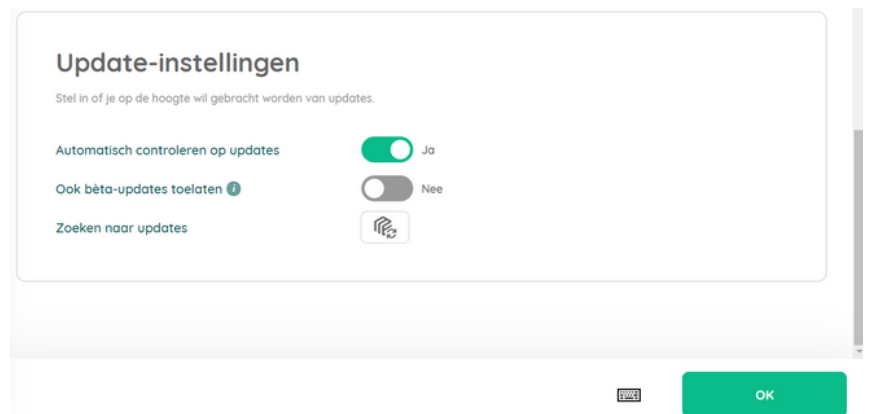 Update-instellingen
Stel in of je op de hoogte wil gebracht worden van updates.
Automatisch controleren op updates Ja
Ook bèta-updates toelaten i Nee
Zoeken naar updates
OK